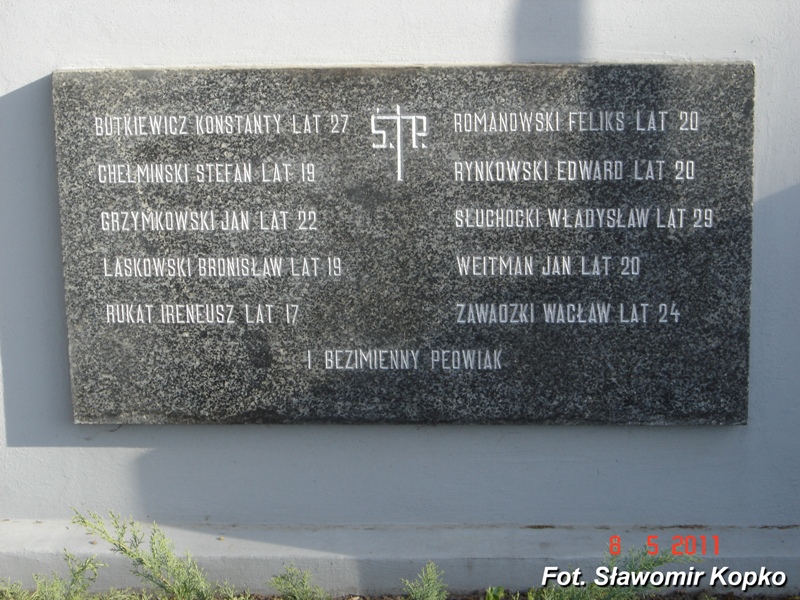 Ś.P.
BUTKIEWICZ KONSTANTY LAT 27
CHEŁMIŃSKI STEFAN LAT 19
GRZYMKOWSKI JAN LAT 22
LASKOWSKI BRONISŁAW LAT 19
RUKAT IRENEUSZ LAT 17
ROMANOWSKI FELIKS LAT 20
RYNKOWSKI EDWARD LAT 20
SŁUCHOCKI WŁADYSŁAW LAT 29
WEITMAN JAN LAT 20
ZAWADZKI WACŁAW LAT 24
I BEZIMIENNY PEOWIAK
8 5 2011
Fot. Sławomir Kopko